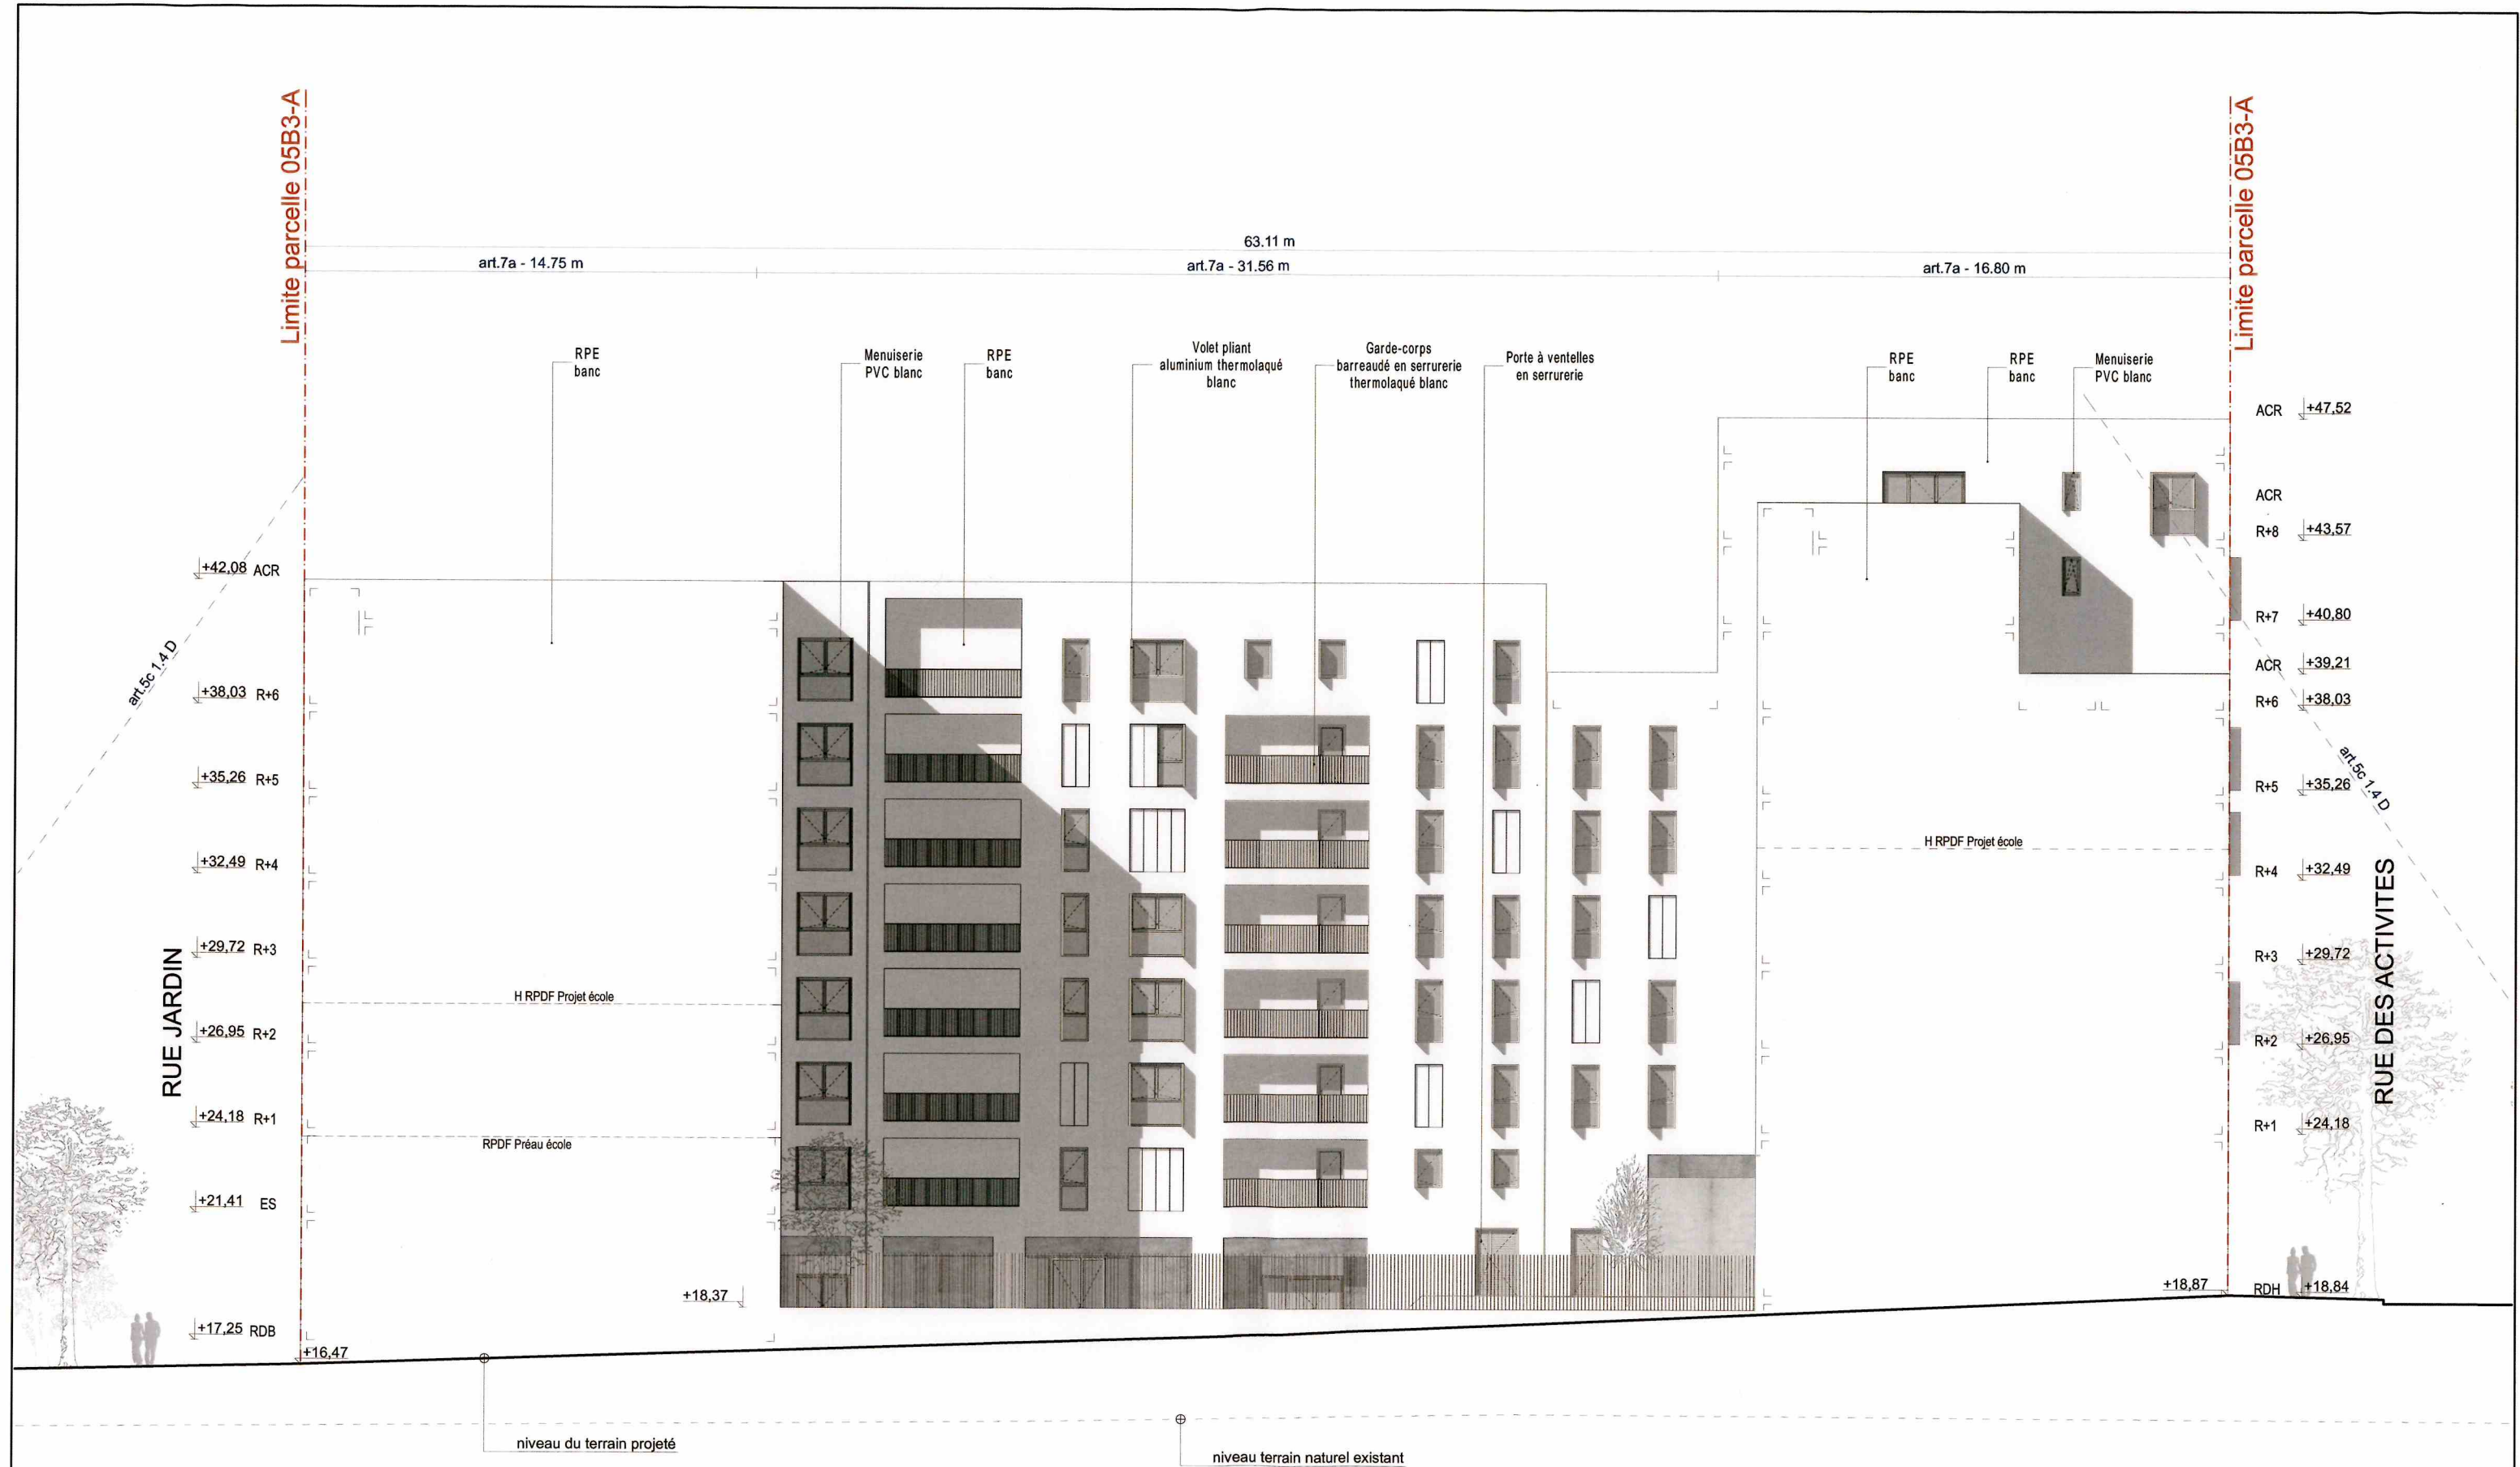 Limite parcelle 05B3-A
Limite parcelle 05B3-A
63.11 m
art.7a - 14.75 m
art.7a - 31.56 m
art.7a - 16.80 m
RPE
banc
Menuiserie
PVC blanc
RPE
banc
Volet pliant
aluminium thermolaqué
blanc
Garde-corps
barreaudé en serrurerie
thermolaqué blanc
Porte à ventelles
en serrurerie
RPE
banc
RPE
banc
Menuiserie
PVC blanc
art.5c 1.4 D
RUE JARDIN
+42,08 ACR
+38,03 R+6
+35,26 R+5
+32,49 R+4
+29,72 R+3
+26,95 R+2
+24,18 R+1
+21,41 ES
+17,25 RDB
+16,47
H RPDF Projet école
RPDF Préau école
+18,37
H RPDF Projet école
+18,87
ACR +47,52
ACR
R+8 +43,57
R+7 +40,80
ACR +39,21
R+6 +38,03
R+5 +35,26
R+4 +32,49
R+3 +29,72
R+2 +26,95
R+1 +24,18
RDH +18,84
art.5c 1.4 D
RUE DES ACTIVITES
niveau du terrain projeté
niveau terrain naturel existant